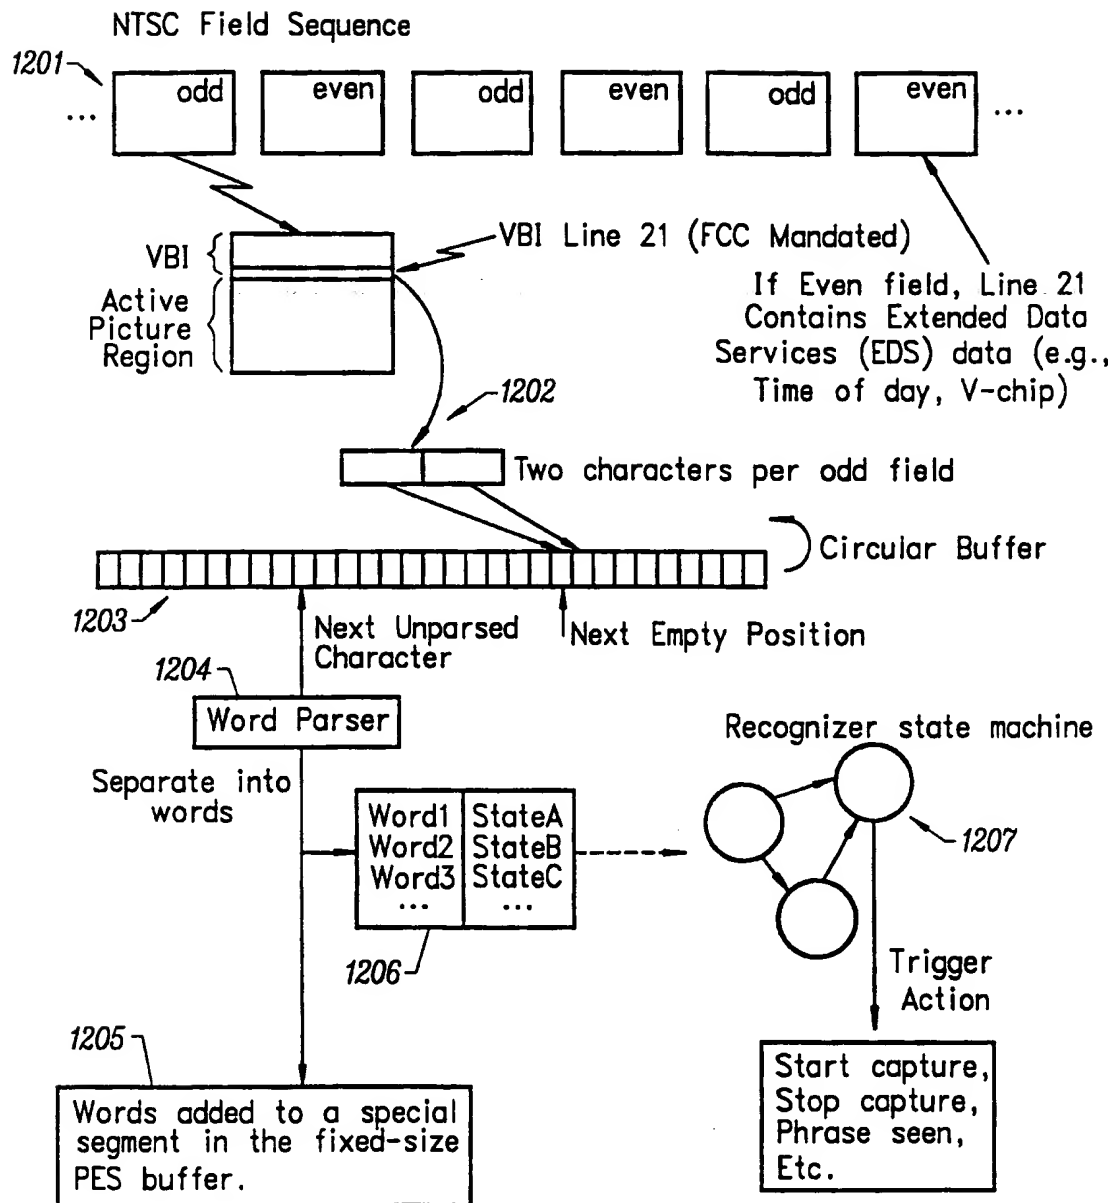 NTSC Field Sequence
1201
odd
even
odd
even
odd
even
...
...
VBI
VBI Line 21 (FCC Mandated)
Active
Picture
Region
If Even field, Line 21
Contains Extended Data
Services (EDS) data (e.g.,
Time of day, V-chip)
1202
Two characters per odd field
Circular Buffer
1203
Next Unparsed
Character
Next Empty Position
1204
Word Parser
Separate into
words
Word1 StateA
Word2 StateB
Word3 StateC
... ...
1206
Recognizer state machine
1207
Trigger
Action
1205
Words added to a special
segment in the fixed-size
PES buffer.
Start capture,
Stop capture,
Phrase seen,
Etc.